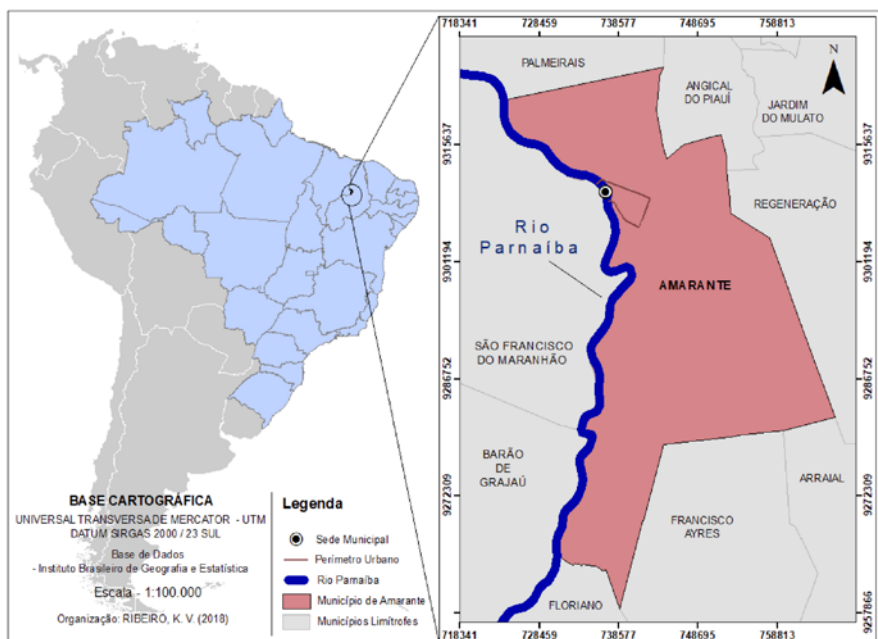 718341 728459 738577 748695 758813
PALMEIRAIS
N
ANGICAL
DO PIAUÍ
JARDIM
DO MULATO
9315637
9315637
REGENERAÇÃO
Rio
Parnaíba
9301194
9301194
AMARANTE
SÃO FRANCISCO
DO MARANHÃO
9286752
9286752
BARÃO
DE
GRAJAÚ
ARRAIAL
9272309
9272309
FRANCISCO
AYRES
FLORIANO
9257866
718341 728459 738577 748695 758813
BASE CARTOGRÁFICA
UNIVERSAL TRANSVERSA DE MERCATOR - UTM
DATUM SIRGAS 2000 / 23 SUL
Base de Dados
- Instituto Brasileiro de Geografia e Estatística
Escala - 1:100.000
Organização: RIBEIRO, K. V. (2018)
Legenda
Sede Municipal
Perímetro Urbano
Rio Parnaíba
Município de Amarante
Municípios Limítrofes